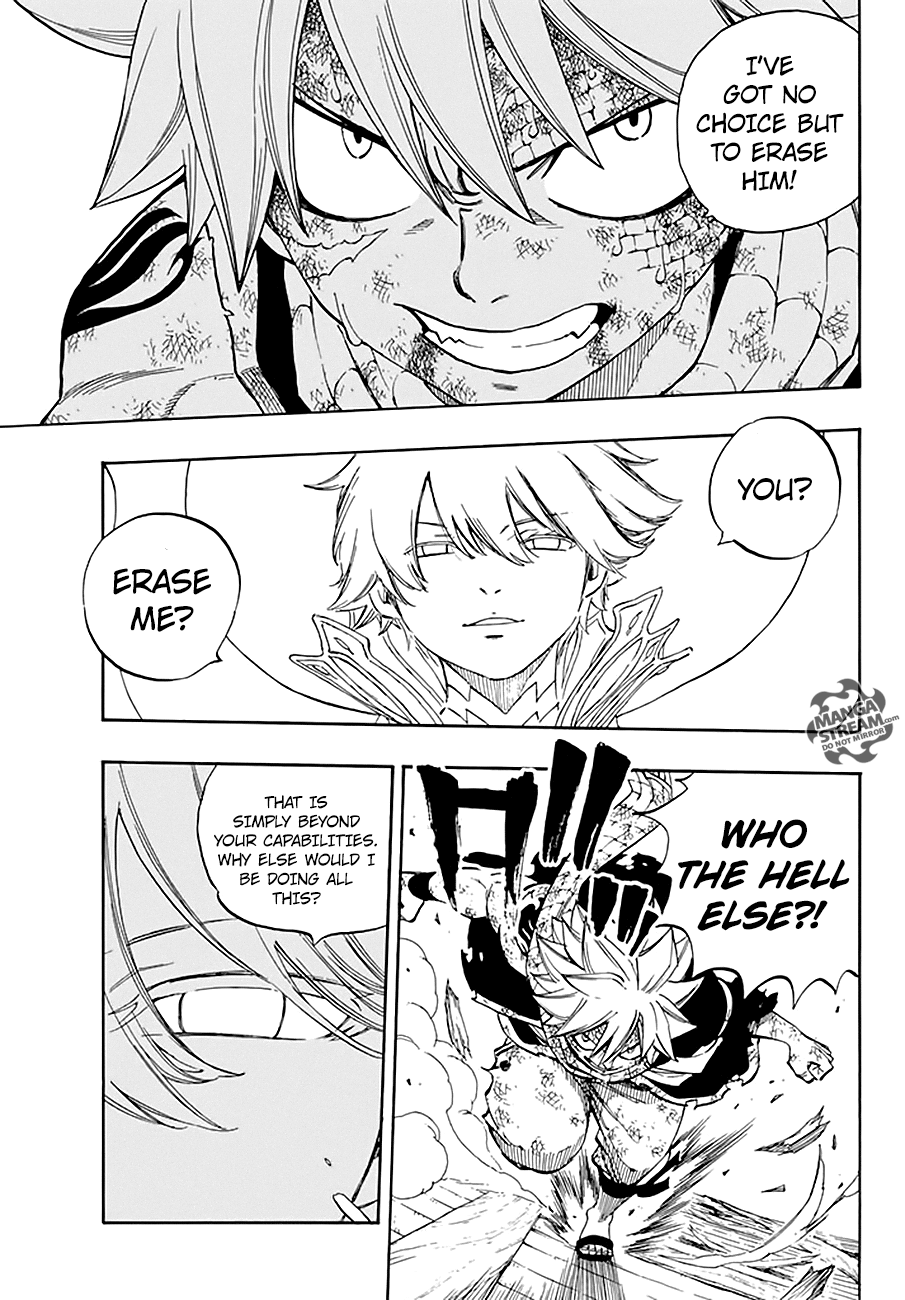 I'VE
GOT NO
CHOICE BUT
TO ERASE
HIM!
YOU?
ERASE
ME?
MANGA
STREAM.com
DO NOT MIRROR
WHO
THE HELL
ELSE?!
THAT IS
SIMPLY BEYOND
YOUR CAPABILITIES.
WHY ELSE WOULD I
BE DOING ALL
THIS?